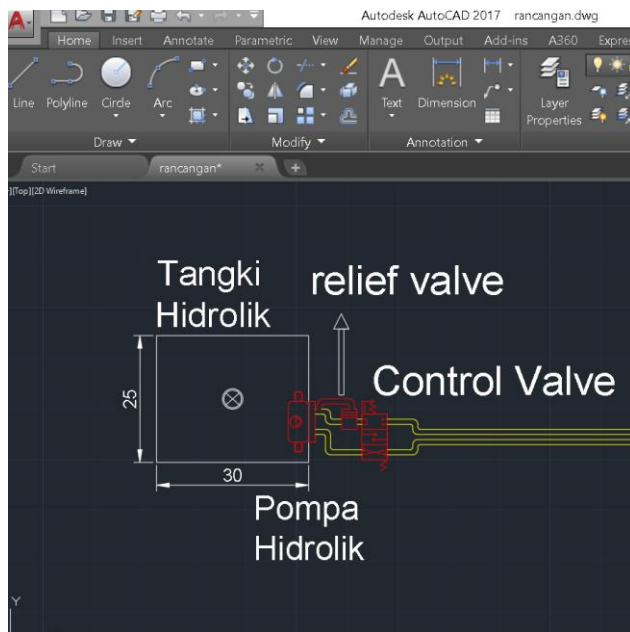 Autodesk AutoCAD 2017 rancangan.dwg
Home Insert Annotate Parametric View Manage Output Add-ins A360
Line Polyline Circle Arc Text Dimension Layer
Properties
Draw Modify Annotation
Start rancangan*
[Top][2D Wireframe]
Tangki
Hidrolik
relief valve
Control Valve
25
30
Pompa
Hidrolik
Y